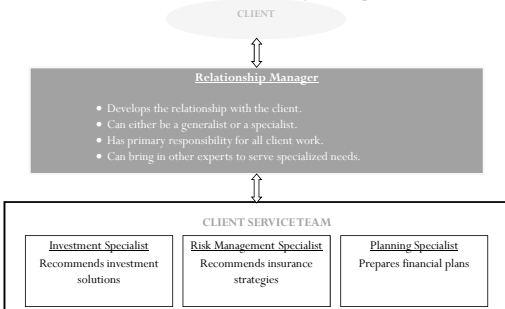 CLIENT
Relationship Manager
• Develops the relationship with the client.
• Can either be a generalist or a specialist.
• Has primary responsibility for all client work.
• Can bring in other experts to serve specialized needs.
CLIENT SERVICE TEAM
Investment Specialist
Recommends investment
solutions
Risk Management Specialist
Recommends insurance
strategies
Planning Specialist
Prepares financial plans